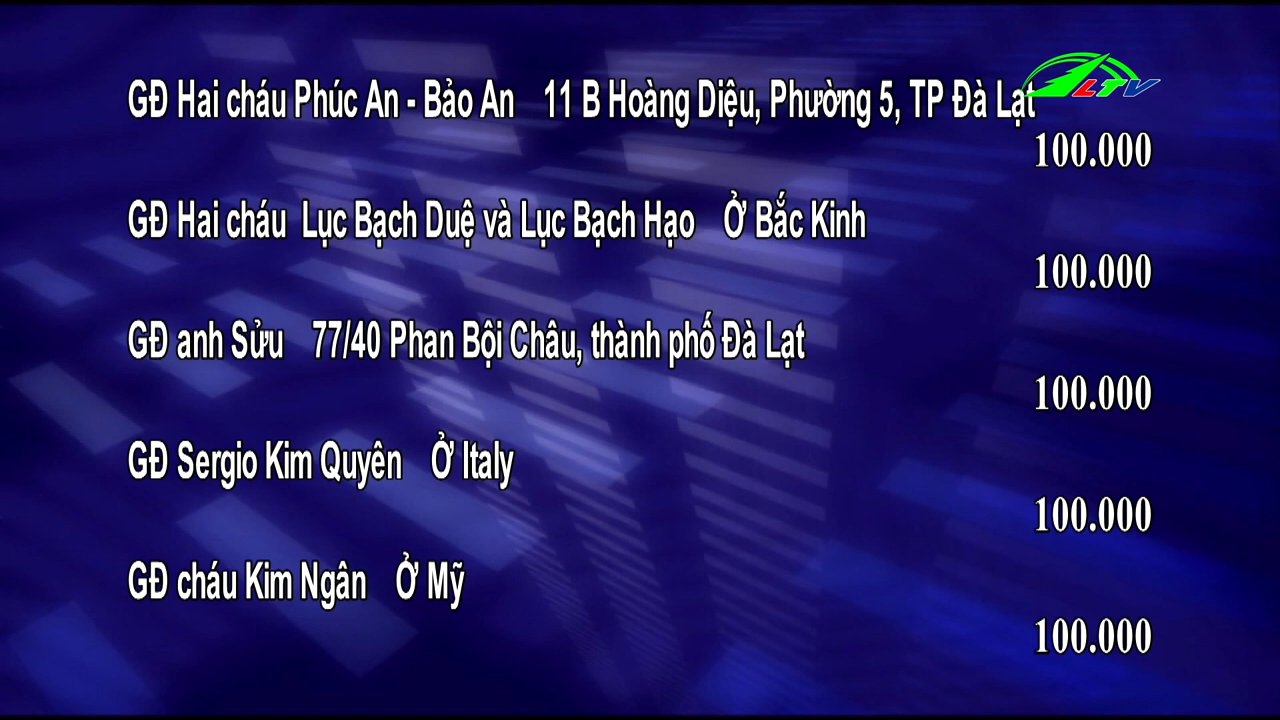 GĐ Hai cháu Phúc An - Bảo An 11 B Hoàng Diệu, Phường 5, TP Đà Lạt
LTV
100.000
GĐ Hai cháu Lục Bạch Duệ và Lục Bạch Hạo Ở Bắc Kinh
100.000
GĐ anh Sửu 77/40 Phan Bội Châu, thành phố Đà Lạt
100.000
GĐ Sergio Kim Quyên Ở Italy
100.000
GĐ cháu Kim Ngân Ở Mỹ
100.000